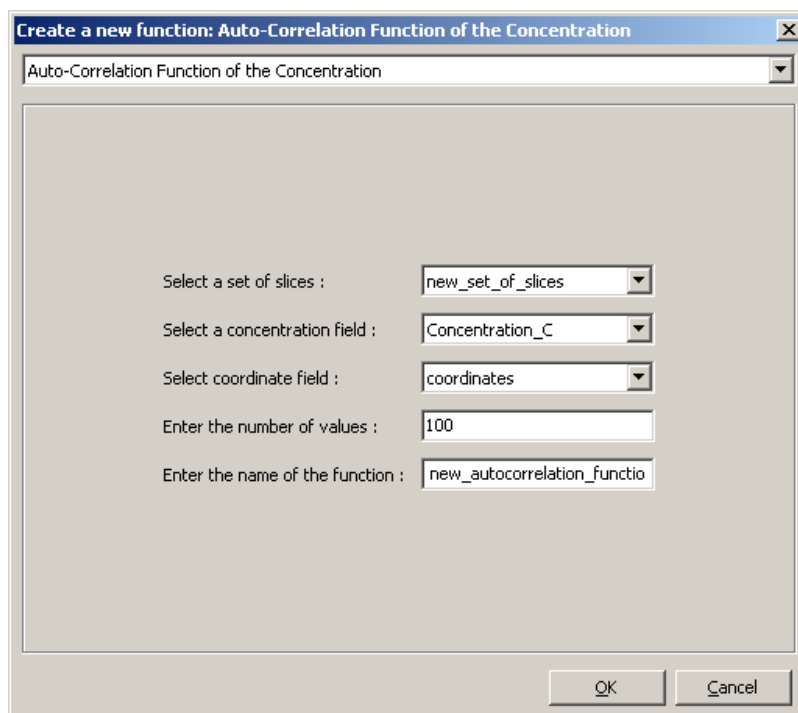 Create a new function: Auto-Correlation Function of the Concentration
Auto-Correlation Function of the Concentration
Select a set of slices : new_set_of_slices
Select a concentration field : Concentration_C
Select coordinate field : coordinates
Enter the number of values : 100
Enter the name of the function : new_autocorrelation_functio
OK Cancel